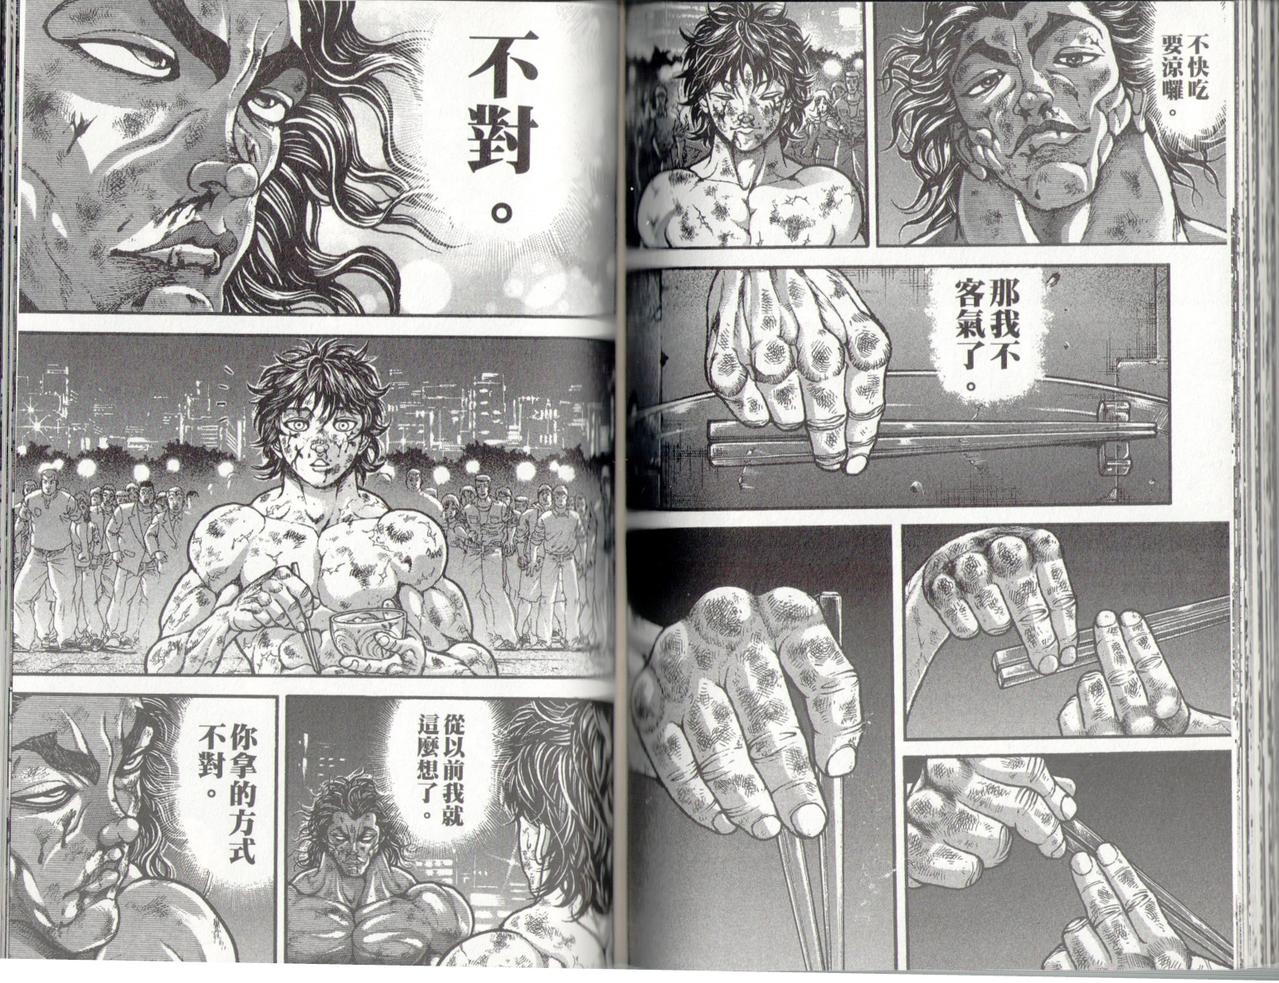 不快吃
要涼囉。
那我不
客氣了。
不對。
從以前我就
這麼想了。
你拿的方式
不對。